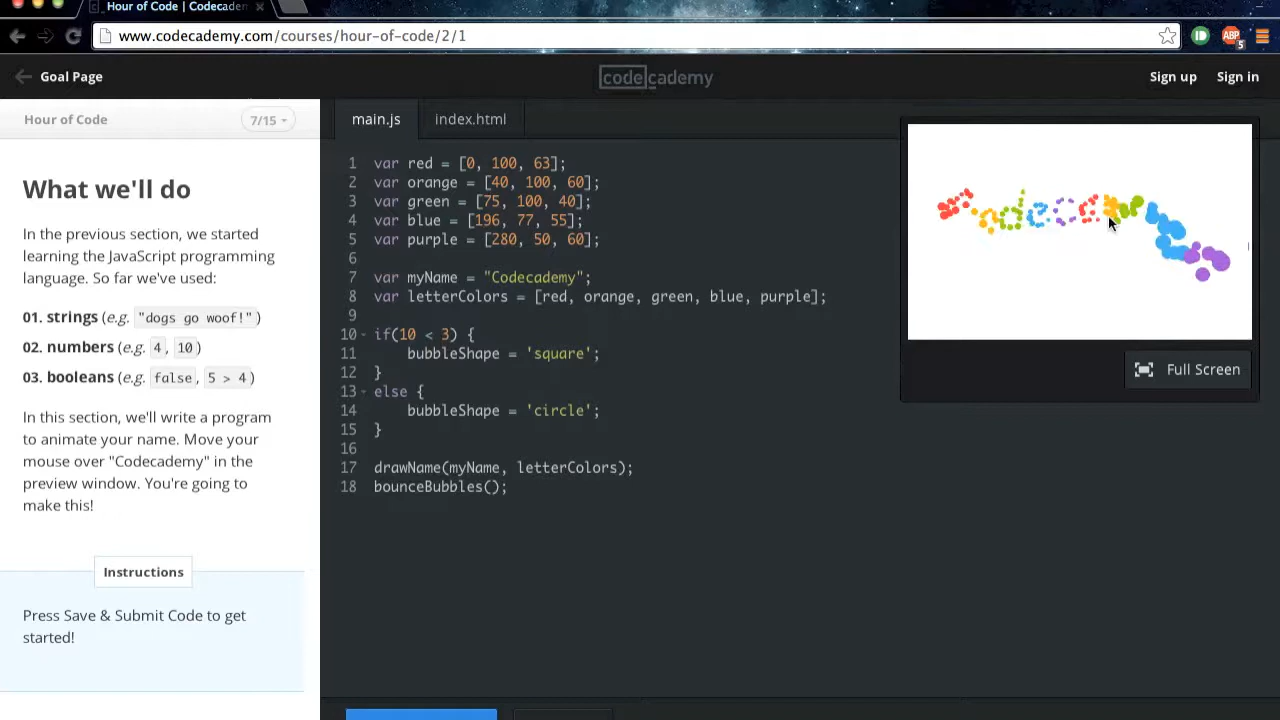 Hour of Code | Codecadem
www.codecademy.com/courses/hour-of-code/2/1
ABP
5
Goal Page
codecademy
Sign up
Sign in
Hour of Code
7/15
What we'll do
In the previous section, we started
learning the JavaScript programming
language. So far we've used:
01. strings (e.g. "dogs go woof!")
02. numbers (e.g. 4, 10)
03. booleans (e.g. false, 5 > 4)
In this section, we'll write a program
to animate your name. Move your
mouse over "Codecademy" in the
preview window. You're going to
make this!
Instructions
Press Save & Submit Code to get
started!
main.js
index.html
1 var red = [0, 100, 63];
2 var orange = [40, 100, 60];
3 var green = [75, 100, 40];
4 var blue = [196, 77, 55];
5 var purple = [280, 50, 60];
6
7 var myName = "Codecademy";
8 var letterColors = [red, orange, green, blue, purple];
9
10 if(10 < 3) {
11 bubbleShape = 'square';
12 }
13 else {
14 bubbleShape = 'circle';
15 }
16
17 drawName(myName, letterColors);
18 bounceBubbles();
Full Screen